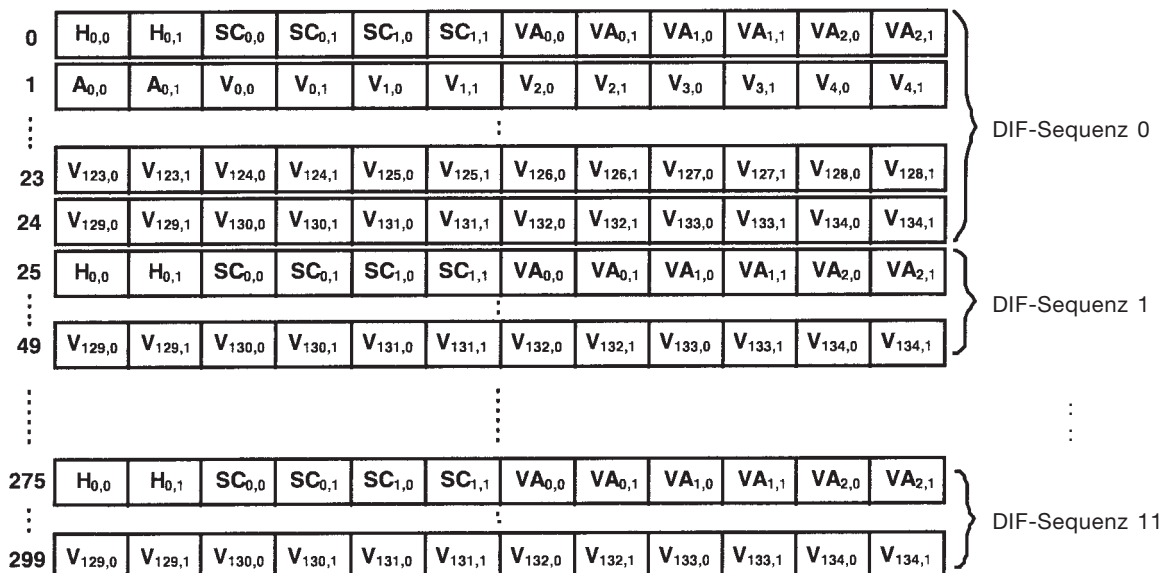 0 H0,0 H0,1 SC0,0 SC0,1 SC1,0 SC1,1 VA0,0 VA0,1 VA1,0 VA1,1 VA2,0 VA2,1
1 A0,0 A0,1 V0,0 V0,1 V1,0 V1,1 V2,0 V2,1 V3,0 V3,1 V4,0 V4,1
DIF-Sequenz 0
23 V123,0 V123,1 V124,0 V124,1 V125,0 V125,1 V126,0 V126,1 V127,0 V127,1 V128,0 V128,1
24 V129,0 V129,1 V130,0 V130,1 V131,0 V131,1 V132,0 V132,1 V133,0 V133,1 V134,0 V134,1
25 H0,0 H0,1 SC0,0 SC0,1 SC1,0 SC1,1 VA0,0 VA0,1 VA1,0 VA1,1 VA2,0 VA2,1
DIF-Sequenz 1
49 V129,0 V129,1 V130,0 V130,1 V131,0 V131,1 V132,0 V132,1 V133,0 V133,1 V134,0 V134,1
275 H0,0 H0,1 SC0,0 SC0,1 SC1,0 SC1,1 VA0,0 VA0,1 VA1,0 VA1,1 VA2,0 VA2,1
DIF-Sequenz 11
299 V129,0 V129,1 V130,0 V130,1 V131,0 V131,1 V132,0 V132,1 V133,0 V133,1 V134,0 V134,1